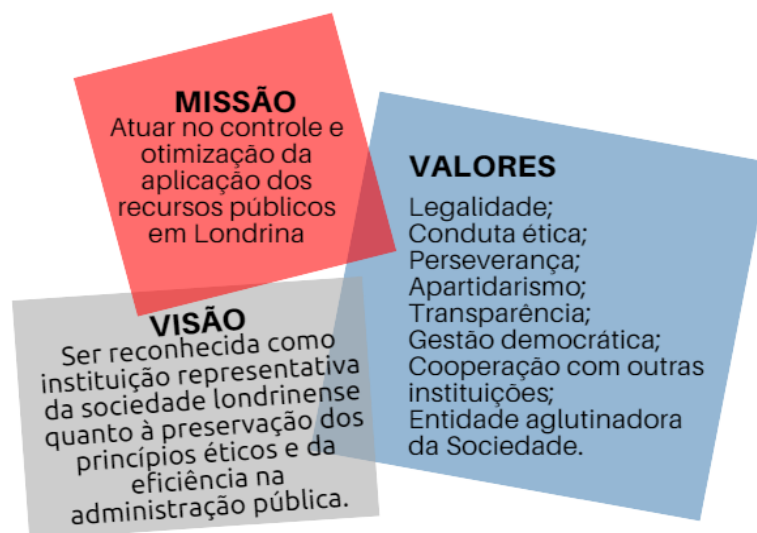 MISSÃO
Atuar no controle e
otimização da
aplicação dos
recursos públicos
em Londrina
VISÃO
Ser reconhecida como
instituição representativa
da sociedade londrinense
quanto à preservação dos
princípios éticos e da
eficiência na
administração pública.
VALORES
Legalidade;
Conduta ética;
Perseverança;
Apartidarismo;
Transparência;
Gestão democrática;
Cooperação com outras
instituições;
Entidade aglutinadora
da Sociedade.